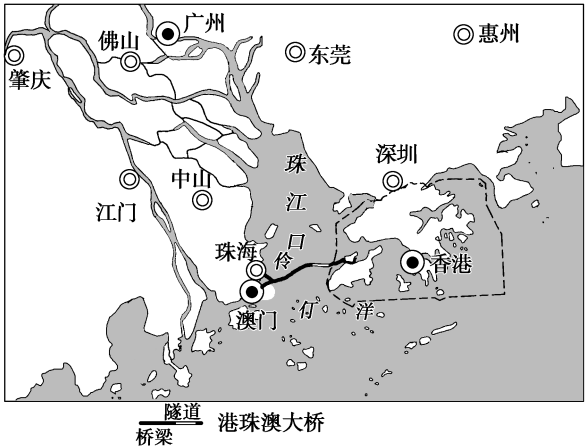 广州
佛山
惠州
东莞
肇庆
珠江口
深圳
中山
江门
珠海
伶仃洋
香港
澳门
隧道
桥梁
港珠澳大桥